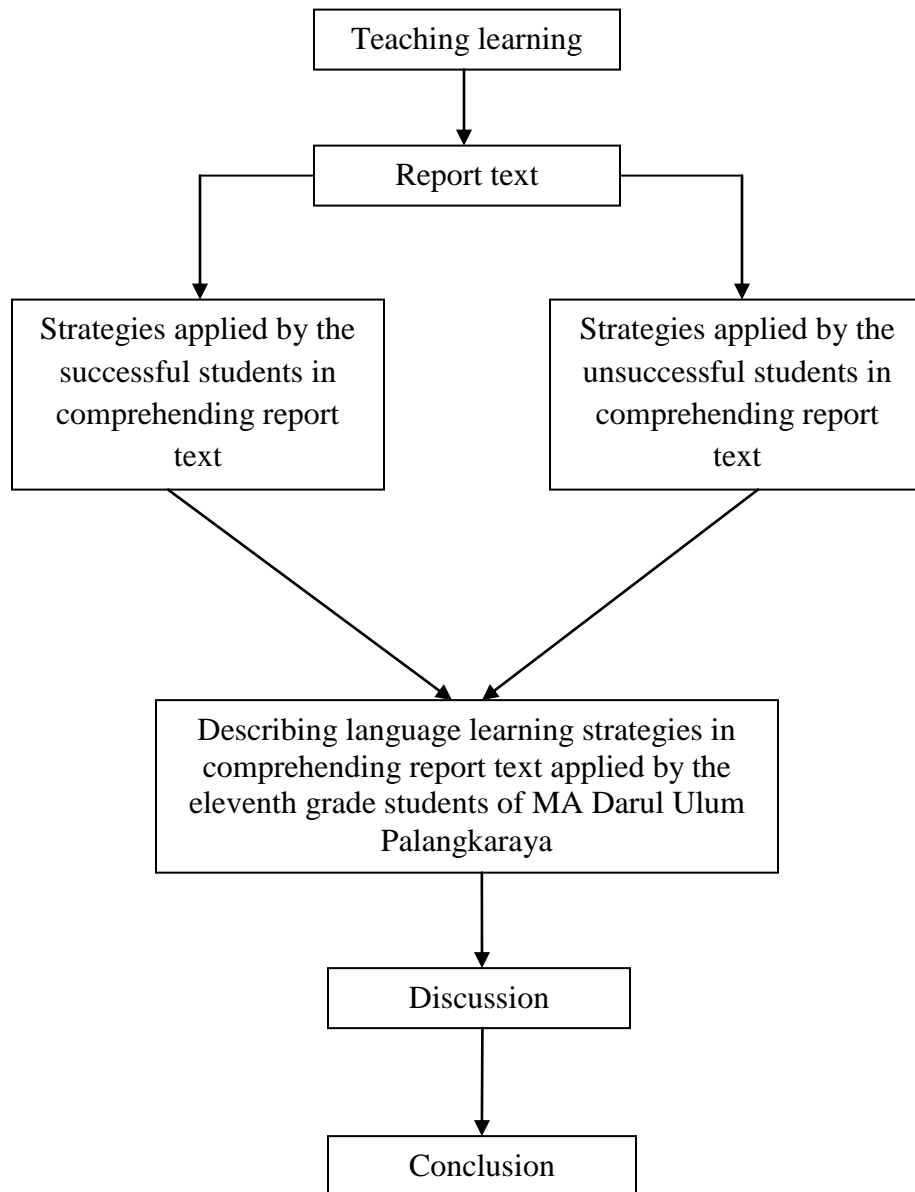 Teaching learning
Report text
Strategies applied by the
successful students in
comprehending report
text
Strategies applied by the
unsuccessful students in
comprehending report
text
Describing language learning strategies in
comprehending report text applied by the
eleventh grade students of MA Darul Ulum
Palangkaraya
Discussion
Conclusion